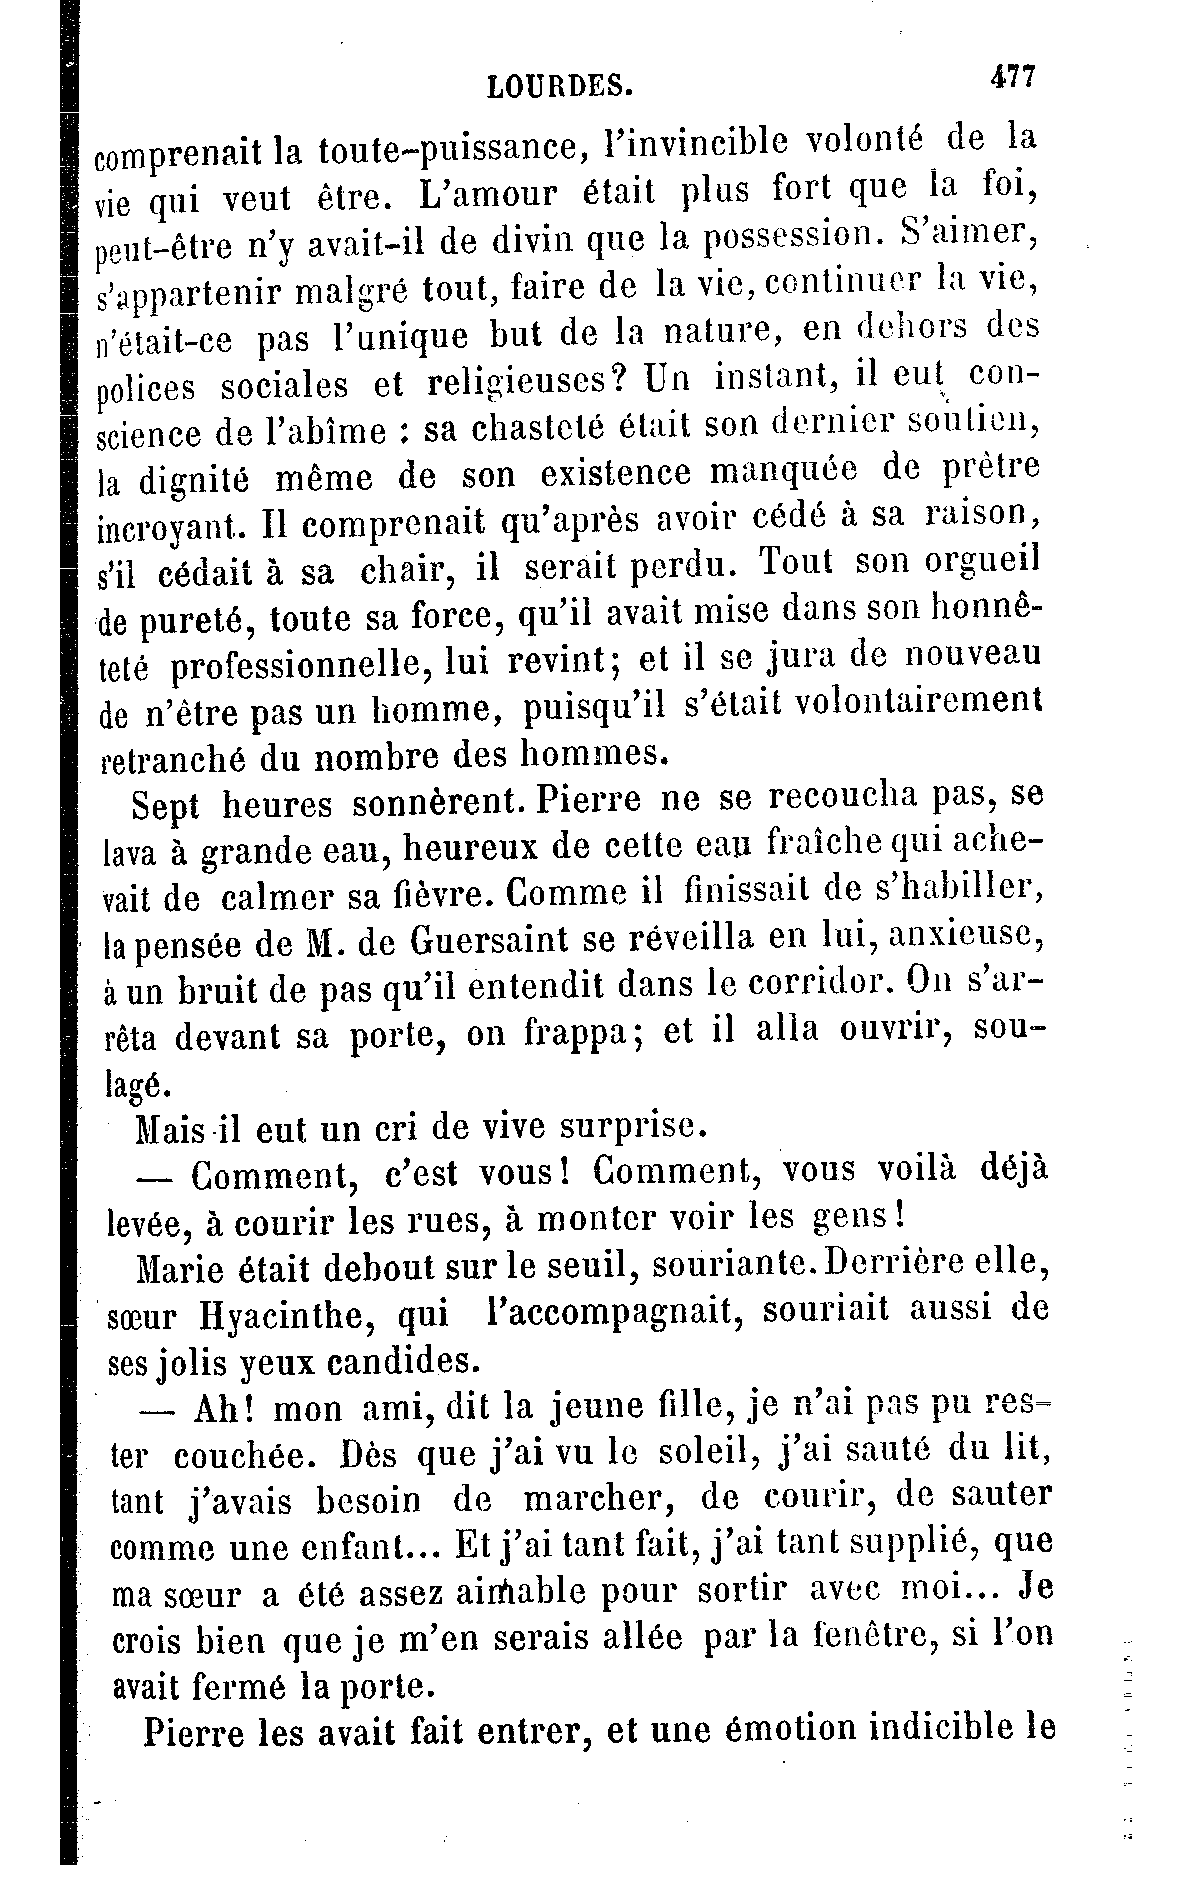 LOURDES. 477
comprenait la toute-puissance, l'invincible volonté de la
vie qui veut être. L'amour était plus fort que la foi,
peut-être n'y avait-il de divin que la possession. S'aimer,
s'appartenir malgré tout, faire de la vie, continuer la vie,
n'était-ce pas l'unique but de la nature, en dehors des
polices sociales et religieuses? Un instant, il eut con-
science de l'abîme : sa chasteté était son dernier soutien,
la dignité même de son existence manquée de prêtre
incroyant. Il comprenait qu'après avoir cédé à sa raison,
s'il cédait à sa chair, il serait perdu. Tout son orgueil
de pureté, toute sa force, qu'il avait mise dans son honnê-
teté professionnelle, lui revint; et il se jura de nouveau
de n'être pas un homme, puisqu'il s'était volontairement
retranché du nombre des hommes.
Sept heures sonnèrent. Pierre ne se recoucha pas, se
lava à grande eau, heureux de cette eau fraîche qui ache-
vait de calmer sa fièvre. Comme il finissait de s'habiller,
la pensée de M. de Guersaint se réveilla en lui, anxieuse,
à un bruit de pas qu'il entendit dans le corridor. On s'ar-
rêta devant sa porte, on frappa; et il alla ouvrir, sou-
lagé.
Mais il eut un cri de vive surprise.
— Comment, c'est vous! Comment, vous voilà déjà
levée, à courir les rues, à monter voir les gens!
Marie était debout sur le seuil, souriante. Derrière elle,
sœur Hyacinthe, qui l'accompagnait, souriait aussi de
ses jolis yeux candides.
— Ah! mon ami, dit la jeune fille, je n'ai pas pu res-
ter couchée. Dès que j'ai vu le soleil, j'ai sauté du lit,
tant j'avais besoin de marcher, de courir, de sauter
comme une enfant... Et j'ai tant fait, j'ai tant supplié, que
ma sœur a été assez aimable pour sortir avec moi... Je
crois bien que je m'en serais allée par la fenêtre, si l'on
avait fermé la porte.
Pierre les avait fait entrer, et une émotion indicible le